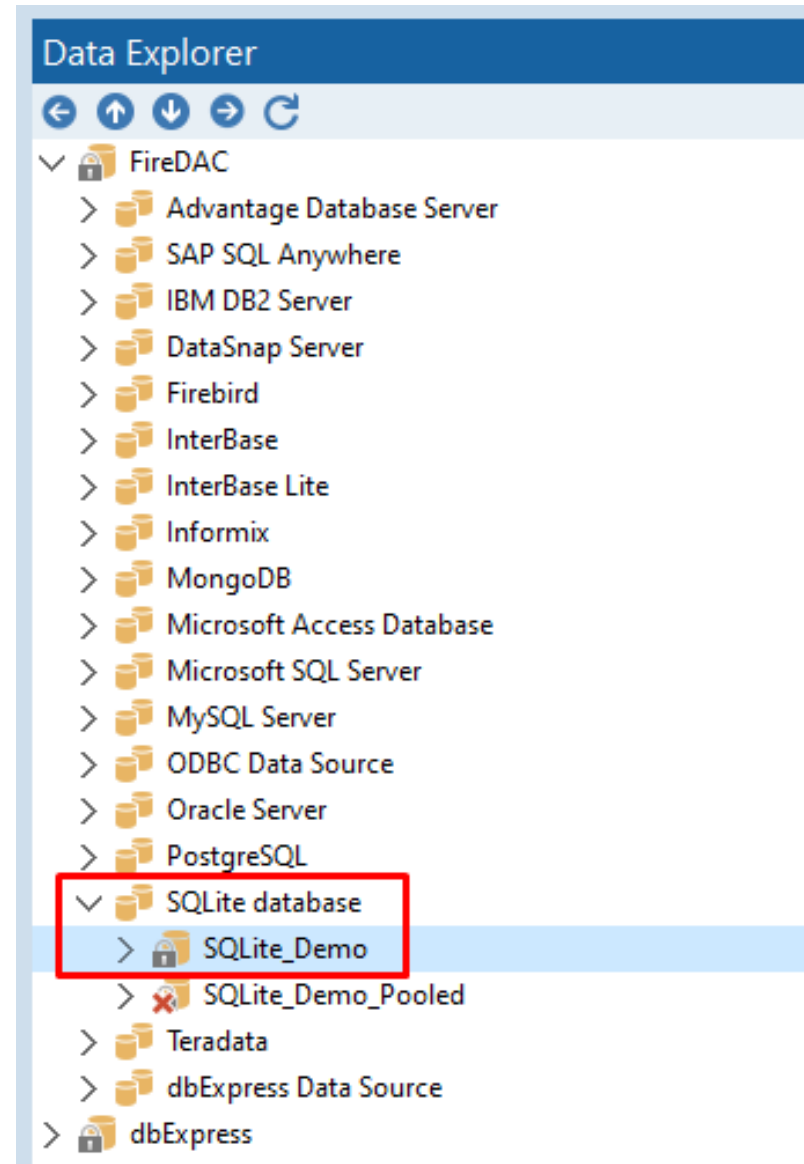 Data Explorer
FireDAC
Advantage Database Server
SAP SQL Anywhere
IBM DB2 Server
DataSnap Server
Firebird
InterBase
InterBase Lite
Informix
MongoDB
Microsoft Access Database
Microsoft SQL Server
MySQL Server
ODBC Data Source
Oracle Server
PostgreSQL
SQLite database
SQLite_Demo
SQLite_Demo_Pooled
Teradata
dbExpress Data Source
dbExpress